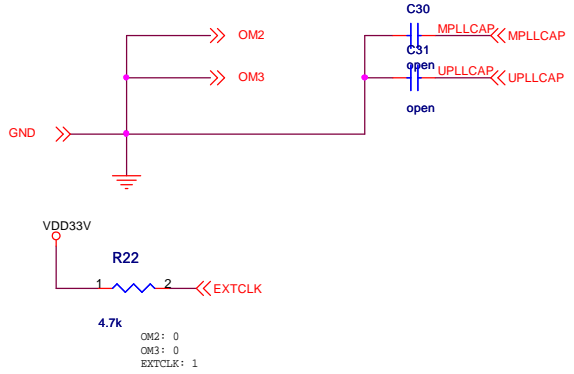 C30
OM2
MPLLCAP
MPLLCAP
C31
open
OM3
UPLLCAP
UPLLCAP
open
GND
VDD33V
R22
1
2
EXTCLK
4.7k
OM2: 0
OM3: 0
EXTCLK: 1